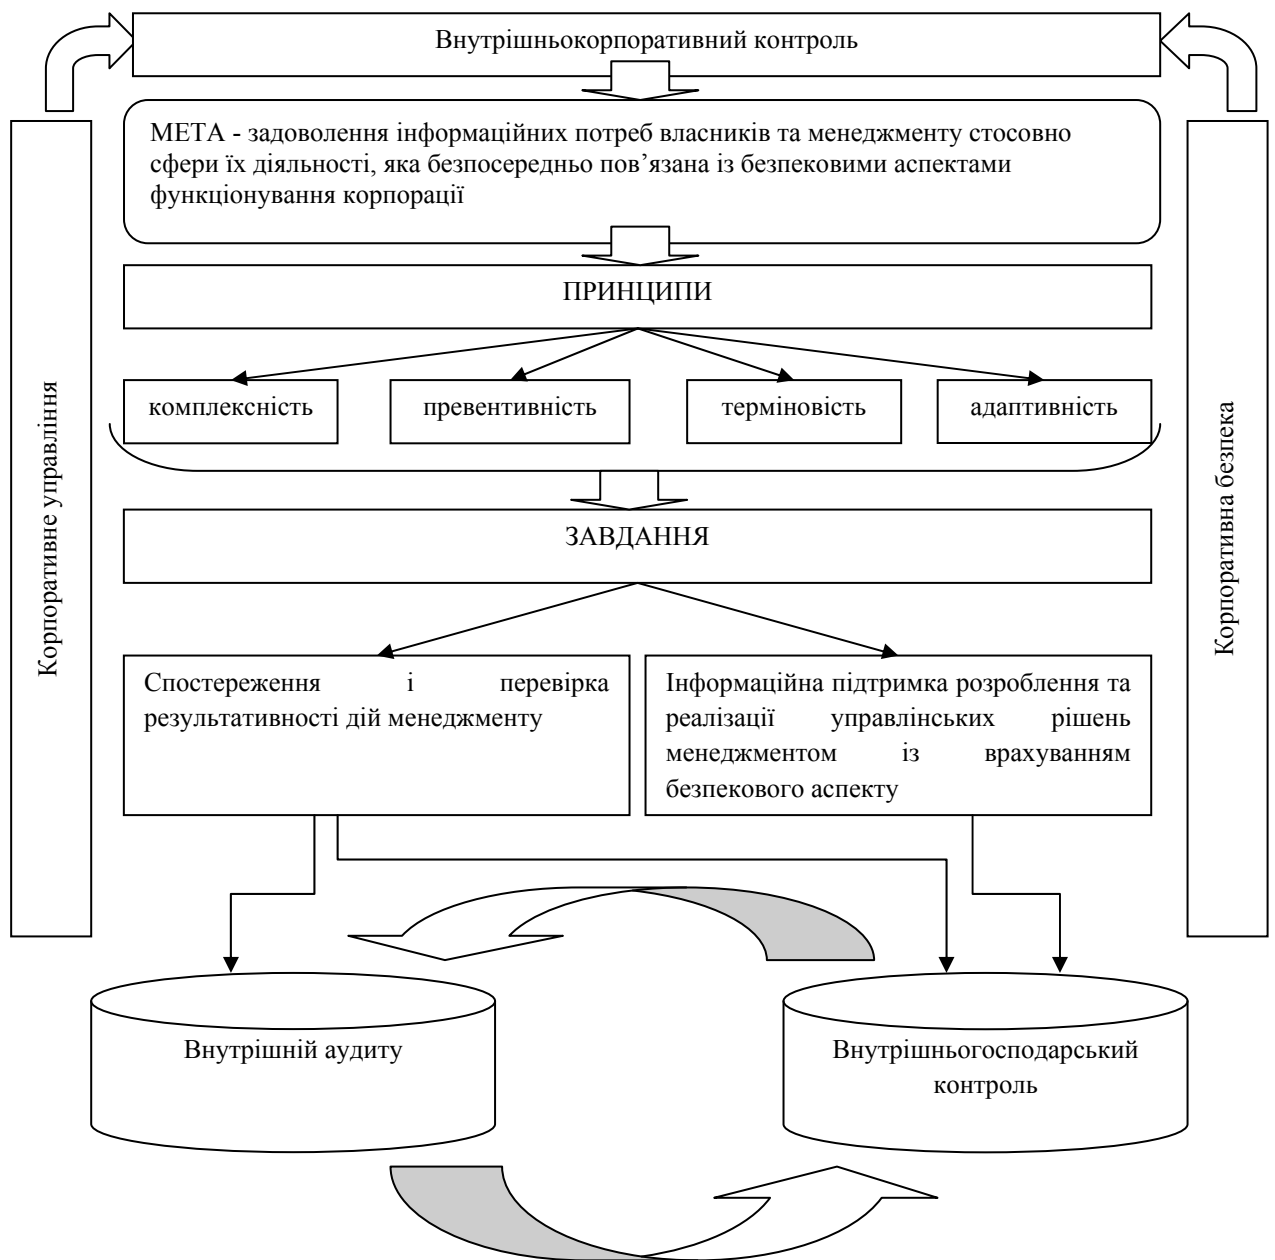 Внутрішньокорпоративний контроль
МЕТА - задоволення інформаційних потреб власників та менеджменту стосовно
сфери їх діяльності, яка безпосередньо пов’язана із безпековими аспектами
функціонування корпорації
ПРИНЦИПИ
комплексність
превентивність
терміновість
адаптивність
Корпоративне управління
Корпоративна безпека
ЗАВДАННЯ
Спостереження і перевірка
результативності дій менеджменту
Інформаційна підтримка розроблення та
реалізації управлінських рішень
менеджментом із врахуванням
безпекового аспекту
Внутрішній аудиту
Внутрішньогосподарський
контроль